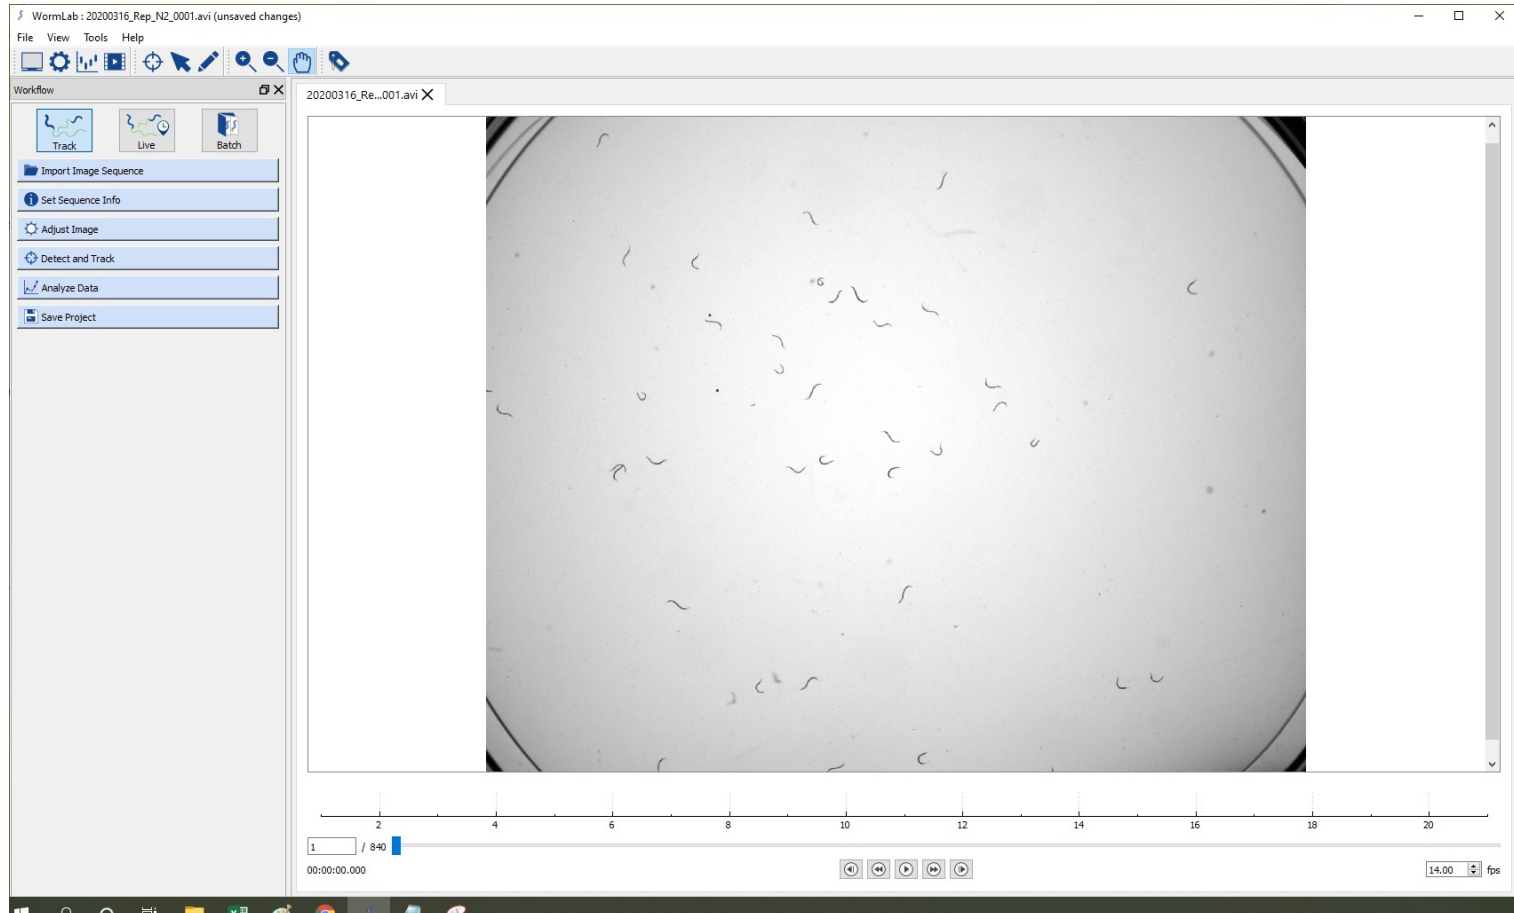 WormLab : 20200316_Rep_N2_0001.avi (unsaved changes)
File View Tools Help
Workflow
20200316_Re...001.avi
Track Live Batch
Import Image Sequence
Set Sequence Info
Adjust Image
Detect and Track
Analyze Data
Save Project
2 4 6 8 10 12 14 16 18 20
1 / 840
00:00:00.000
14.00 fps